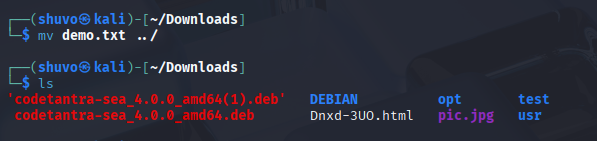 ┌──(shuvo㉿kali)-[~/Downloads]
└─$ mv demo.txt ../
┌──(shuvo㉿kali)-[~/Downloads]
└─$ ls
'codetantra-sea_4.0.0_amd64(1).deb' DEBIAN opt test
codetantra-sea_4.0.0_amd64.deb Dnxd-3UO.html pic.jpg usr